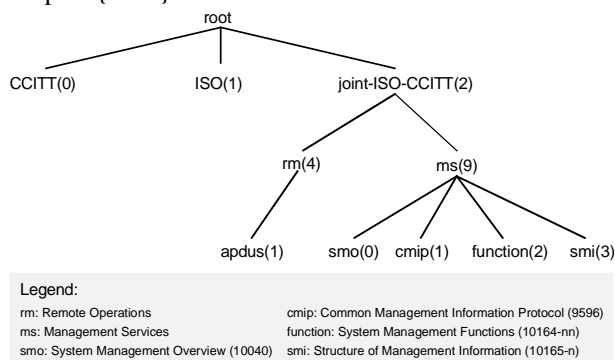 root
CCITT(0) ISO(1) joint-ISO-CCITT(2)
rm(4) ms(9)
apdus(1) smo(0) cmip(1) function(2) smi(3)
Legend:
rm: Remote Operations cmip: Common Management Information Protocol (9596)
ms: Management Services function: System Management Functions (10164-nn)
smo: System Management Overview (10040) smi: Structure of Management Information (10165-n)